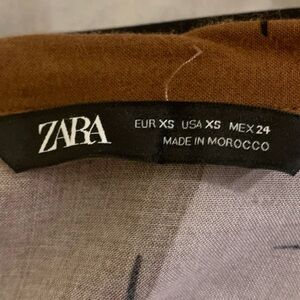 ZARA
EUR XS USA XS MEX 24
MADE IN MOROCCO